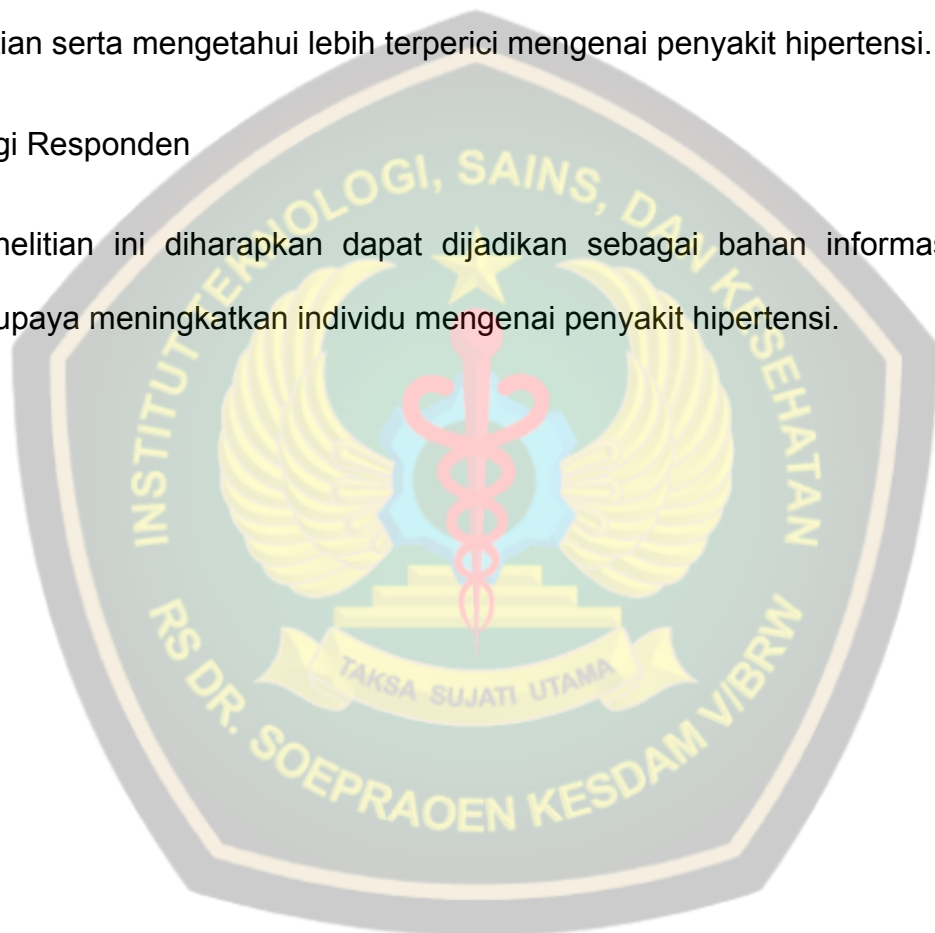 ian serta mengetahui lebih terperici mengenai penyakit hipertensi.
gi Responden
nelitian ini diharapkan dapat dijadikan sebagai bahan informas
upaya meningkatkan individu mengenai penyakit hipertensi.
INSTITUT TEKNOLOGI, SAINS, DAN KESEHATAN
TAKSA SUJATI UTAMA
RS DR. SOEPRAOEN KESDAM V/BRW